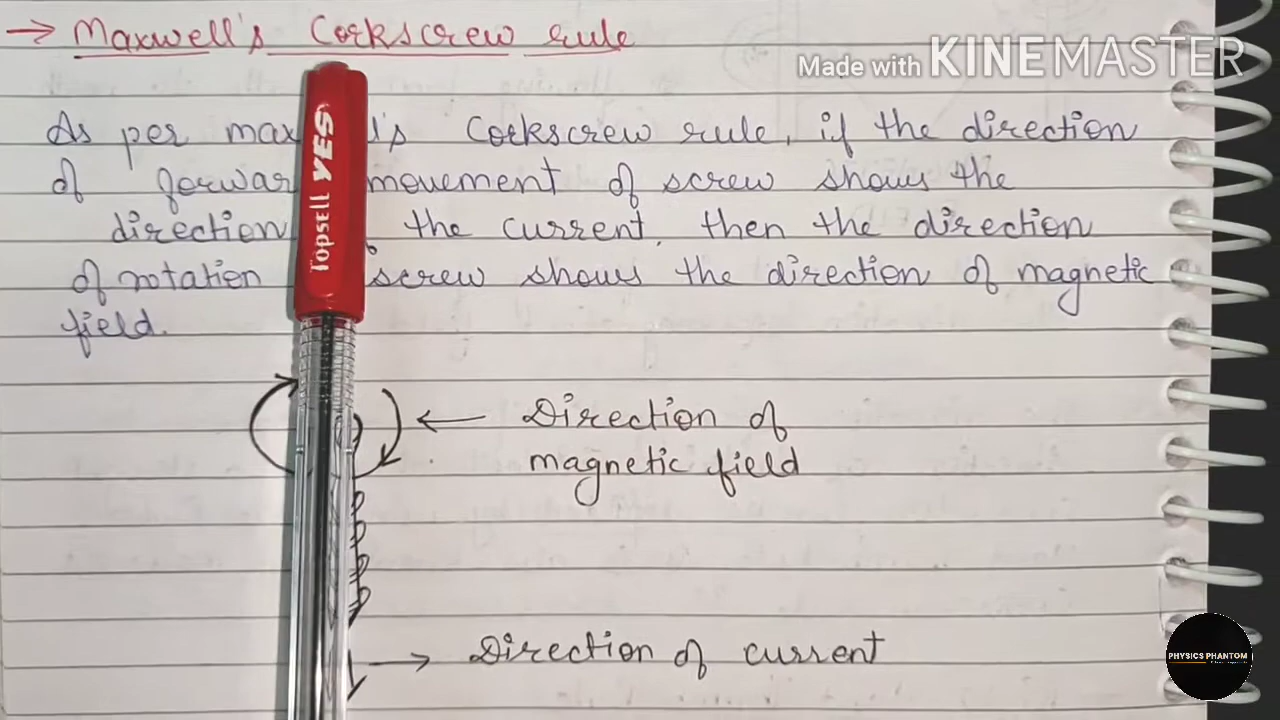 → Maxwell's Corkscrew rule
Made with KINEMASTER
As per max l's Corkscrew rule, if the direction
of forwar movement of screw shows the
direction the current, then the direction
of rotation screw shows the direction of magnetic
field.
Topsell YES
← Direction of
magnetic field
→ Direction of current
PHYSICS PHANTOM